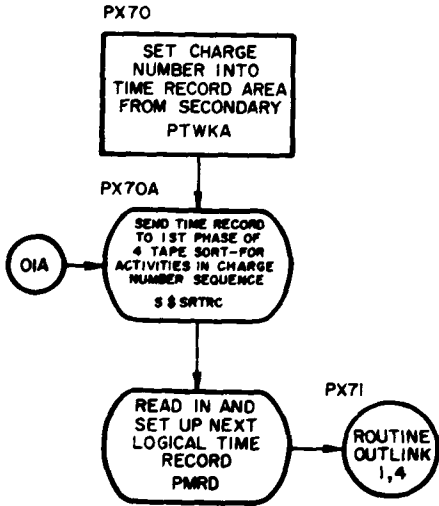 PX70
SET CHARGE
NUMBER INTO
TIME RECORD AREA
FROM SECONDARY
PTWKA
PX70A
SEND TIME RECORD
TO 1ST PHASE OF
4 TAPE SORT-FOR
ACTIVITIES IN CHARGE
NUMBER SEQUENCE
S$SRTRC
01A
READ IN AND
SET UP NEXT
LOGICAL TIME
RECORD
PMRD
PX71
ROUTINE
OUTLINK
1,4